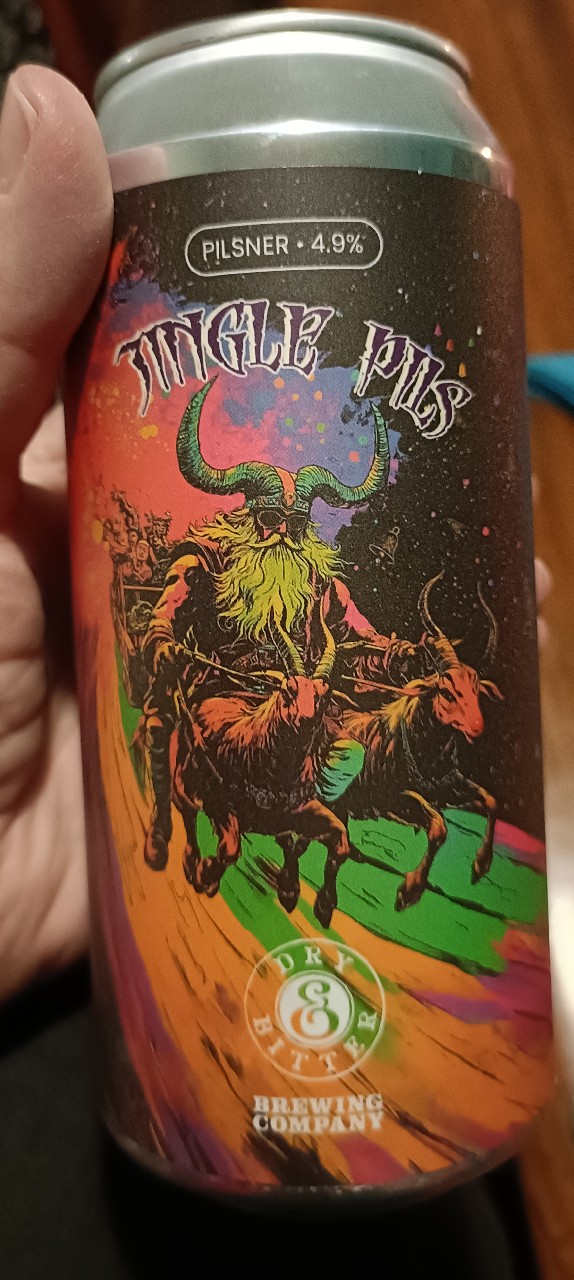 PILSNER • 4.9%
JINGLE PILS
DRY
&
BITTER
BREWING
COMPANY